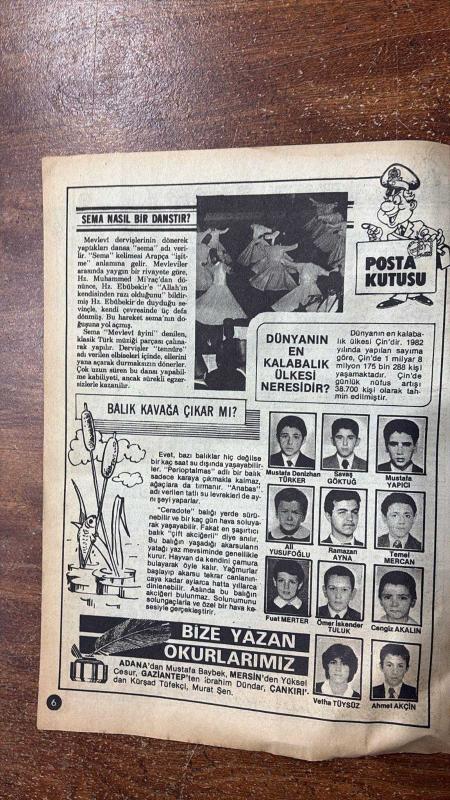 SEMA NASIL BİR DANSTIR?
Mevlevî dervişlerinin dönerek
yaptıkları dansa "sema" adı veri-
lir. "Sema" kelimesi Arapça "işit-
me" anlamına gelir. Mevleviler
arasında yaygın bir rivayete göre,
Hz. Muhammed Mi'raç'dan dö-
nünce, Hz. Ebûbekir'e "Allah'ın
kendisinden razı olduğunu" bildir-
miş Hz. Ebûbekir'de duyduğu se-
vinçle, kendi çevresinde üç defa
dönmüş. Bu hareket sema'nın do-
ğuşuna yol açmış.
"Sema Mevlevî âyini" denilen,
klasik Türk müziği parçası çalına-
rak yapılır. Dervişler "tennûre"
adı verilen elbiseleri içinde, ellerini
yana açarak durmaksızın dönerler.
Çok uzun süren bu dansı yapabil-
me kabiliyeti, ancak sürekli egzer-
sizlerle kazanılır.
POSTA
KUTUSU
DÜNYANIN
EN
KALABALIK
ÜLKESİ
NERESİDİR?
Dünyanın en kalaba-
lık ülkesi Çin'dir. 1982
yılında yapılan sayıma
göre, Çin'de 1 milyar 8
milyon 175 bin 288 kişi
yaşamaktadır. Çin'de
günlük nüfus artışı
38.700 kişi olarak tah-
min edilmiştir.
BALIK KAVAĞA ÇIKAR MI?
Evet, bazı balıklar hiç değilse
bir kaç saat su dışında yaşayabilir-
ler. "Perioptalmas" adlı bir balık
sadece karaya çıkmakla kalmaz,
ağaçlara da tırmanır. "Anabas"
adı verilen tatlı su levrekleri de ay-
nı şeyi yaparlar.
"Ceradote" balığı yerde sürü-
nebilir ve bir kaç gün hava soluya-
rak yaşayabilir. Fakat en şaşırtıcı
balık "çift akciğerli" diye anılır.
Bu balığın yaşadığı akarsuların
yatağı yaz mevsiminde genellikle
kurur. Hayvan da kendini çamura
bulayarak öyle kalır. Yağmurlar
başlayıp akarsu tekrar canlanın-
caya kadar aylarca hatta yıllarca
dinlenebilir. Aslında bu balığın
akciğeri bulunmaz. Solunumunu
solungaçlarla ve özel bir hava ke-
sesiyle gerçekleştirir.
Mustafa Denizhan
TÜRKER
Savaş
GÖKTUĞ
Mustafa
YAPICI
Ali
YUSUFOĞLU
Ramazan
AYNA
Temel
MERCAN
Fuat MERTER
Ömer İskender
TULUK
Cengiz AKALIN
Vetha TÜYSÜZ
Ahmet AKÇİN
BİZE YAZAN
OKURLARIMIZ
ADANA'dan Mustafa Baybek, MERSİN'den Yüksel
Cesur, GAZİANTEP'ten İbrahim Dündar, ÇANKIRI'-
dan Kürşad Tüfekçi, Murat Şen.
6